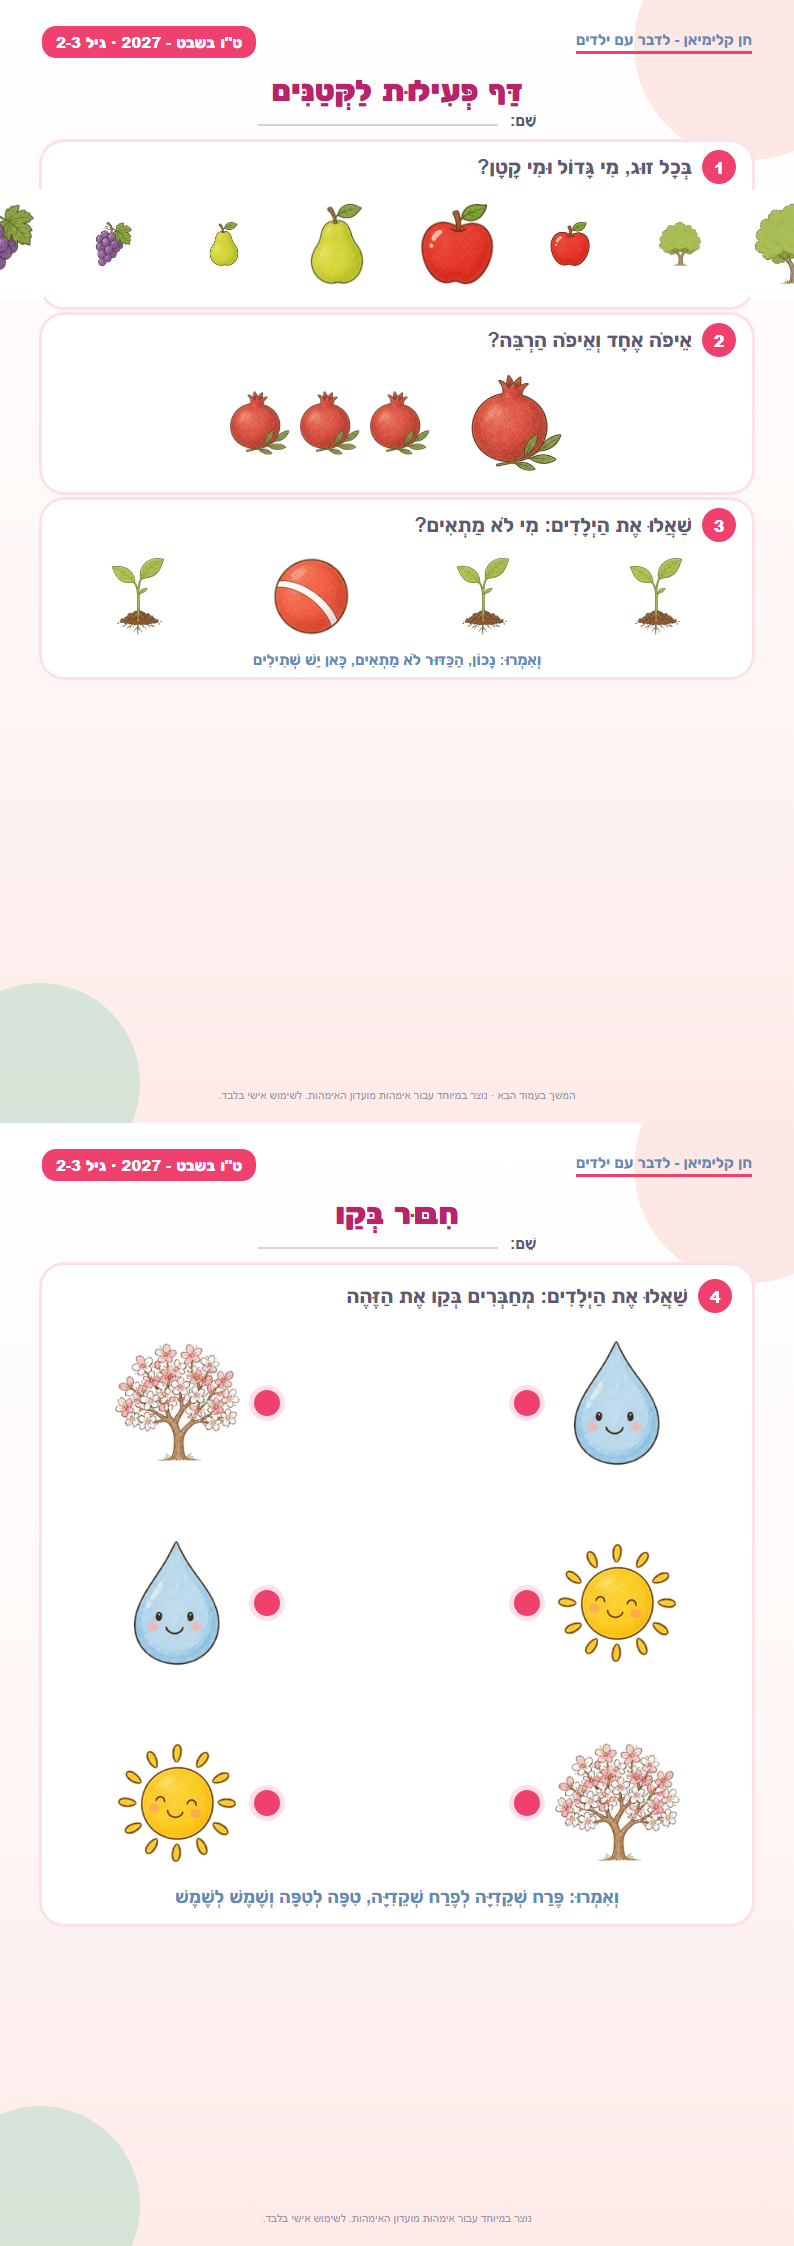 חן קלימיאן - לדבר עם ילדים
ט"ו בשבט - 2027 · גיל 2-3
דַּף פְּעִילוּת לַקְּטַנִּים
שֵׁם:
1
בְּכָל זוּג, מִי גָּדוֹל וּמִי קָטָן?
2
אֵיפֹה אֶחָד וְאֵיפֹה הַרְבֵּה?
3
שַׁאֲלוּ אֶת הַיְלָדִים: מִי לֹא מַתְאִים?
וְאִמְרוּ: נָכוֹן, הַכַּדּוּר לֹא מַתְאִים, כָּאן יֵשׁ שְׁתִילִים
המשך בעמוד הבא · נוצר במיוחד עבור אימהות מועדון האימהות. לשימוש אישי בלבד.
חן קלימיאן - לדבר עם ילדים
ט"ו בשבט - 2027 · גיל 2-3
חִבּוּר בְּקַו
שֵׁם:
4
שַׁאֲלוּ אֶת הַיְלָדִים: מְחַבְּרִים בְּקַו אֶת הַזֶּהֶה
וְאִמְרוּ: פֶּרַח שְׁקֵדִיָּה לְפֶרַח שְׁקֵדִיָּה, טִפָּה לְטִפָּה וְשֶׁמֶשׁ לְשֶׁמֶשׁ
נוצר במיוחד עבור אימהות מועדון האימהות. לשימוש אישי בלבד.